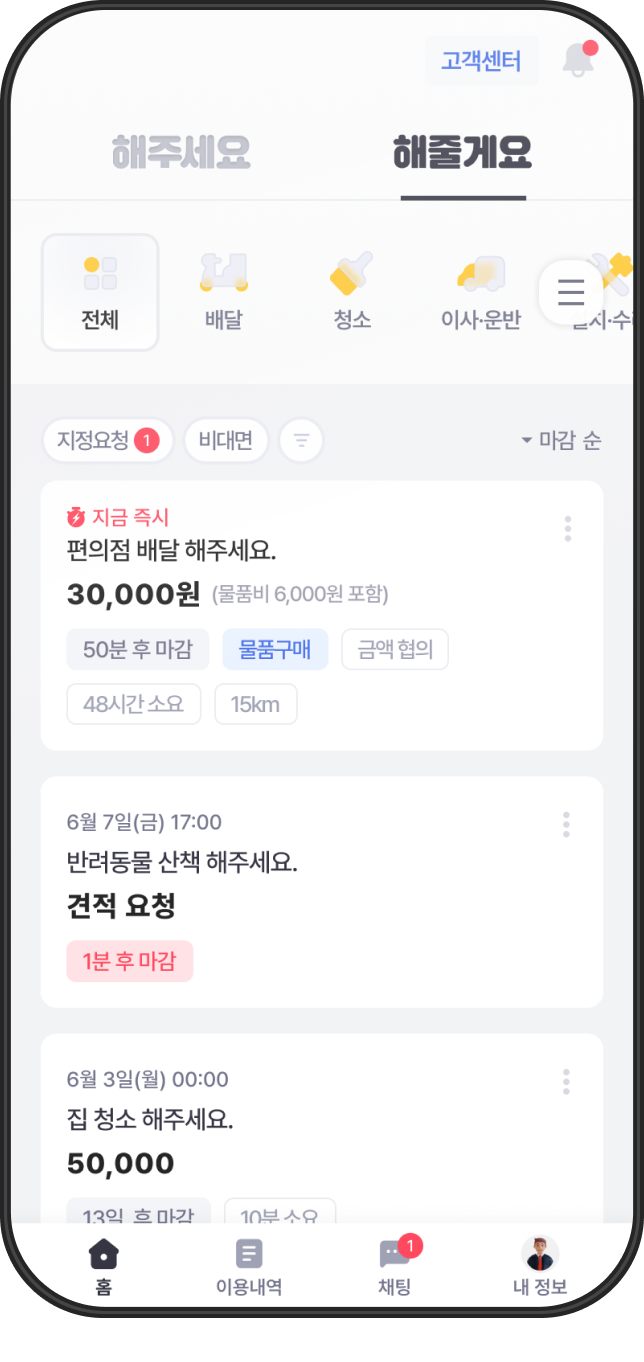 고객센터
해주세요 해줄게요
전체 배달 청소 이사·운반
지정요청 1 비대면 마감 순
지금 즉시
편의점 배달 해주세요.
30,000원 (물품비 6,000원 포함)
50분 후 마감 물품구매 금액 협의
48시간 소요 15km
6월 7일(금) 17:00
반려동물 산책 해주세요.
견적 요청
1분 후 마감
6월 3일(월) 00:00
집 청소 해주세요.
50,000
13일 후 마감 10분 소요
1
홈 이용내역 채팅 내 정보